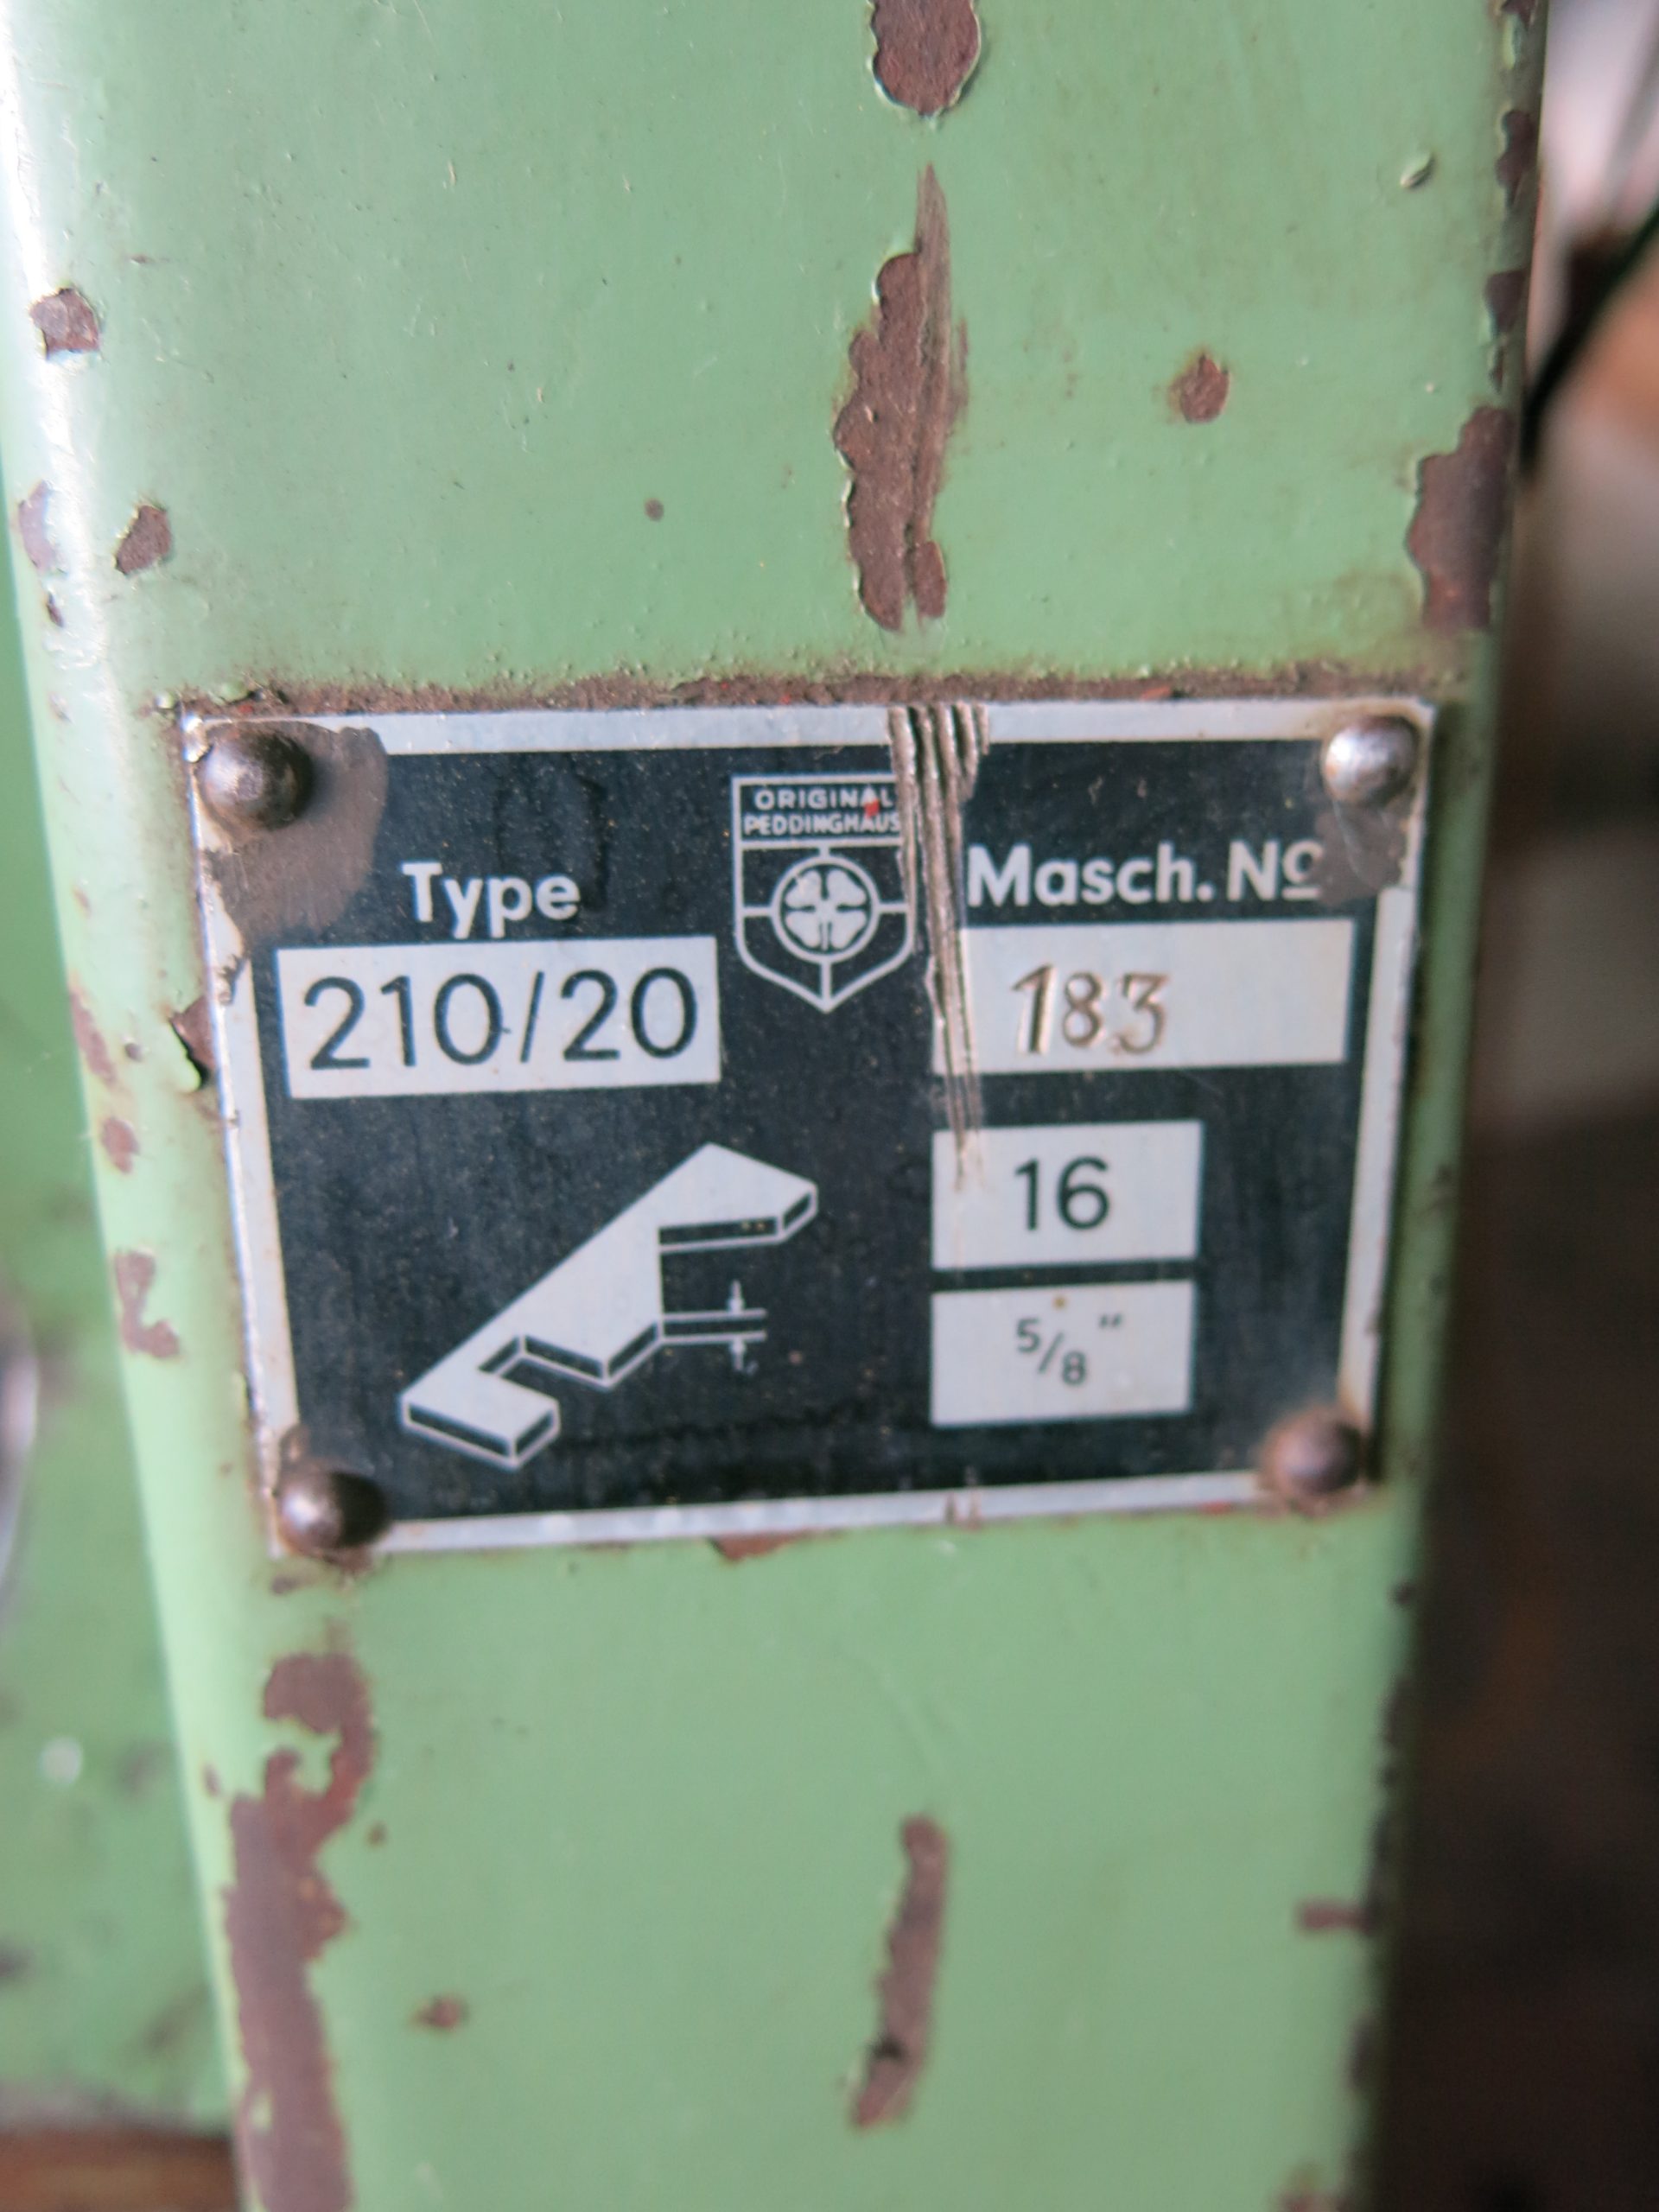 ORIGINAL
PEDDINGHAUS
Type
Masch. Nº
210/20
183
16
5/8"